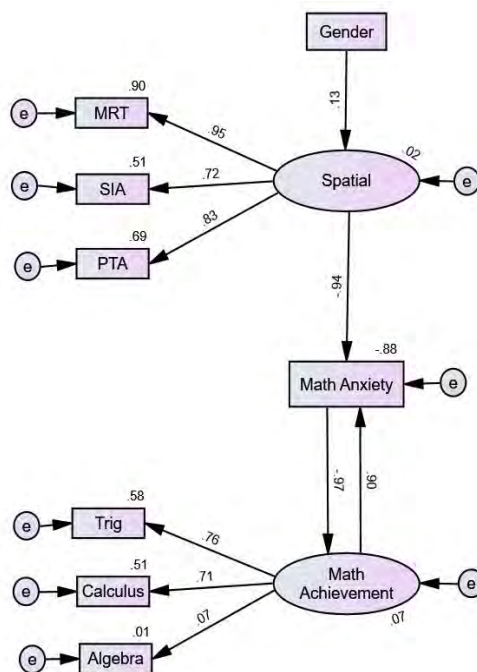 Gender
.13
.90
e
MRT
.95
.02
.51
e
SIA
.72
Spatial
e
.83
.69
e
PTA
-.94
-.88
Math Anxiety
e
-.97
.90
.58
e
Trig
.76
.51
e
Calculus
.71
Math
Achievement
e
.07
.07
.01
e
Algebra